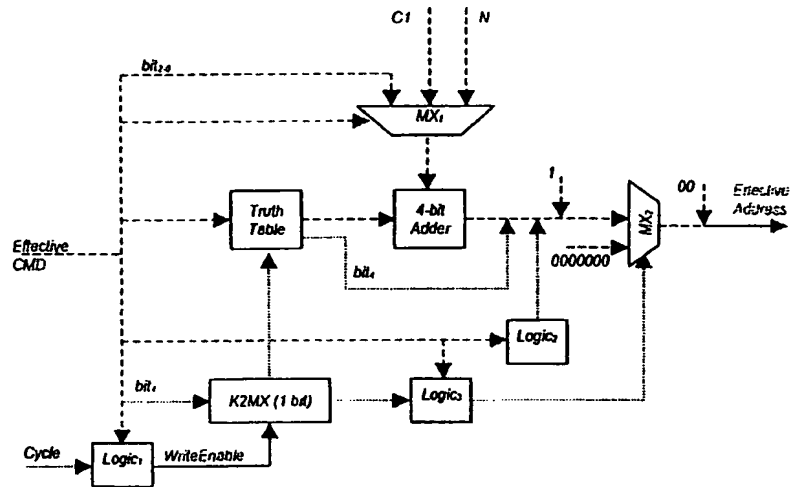 C1
N
bit₂₋₀
MX₁
1
00
Effective
Address
Truth
Table
4-bit
Adder
MX₂
Effective
CMD
bit₄
0000000
Logic₂
bit₄
K2MX (1 bit)
Logic₃
Cycle
Logic₁
WriteEnable